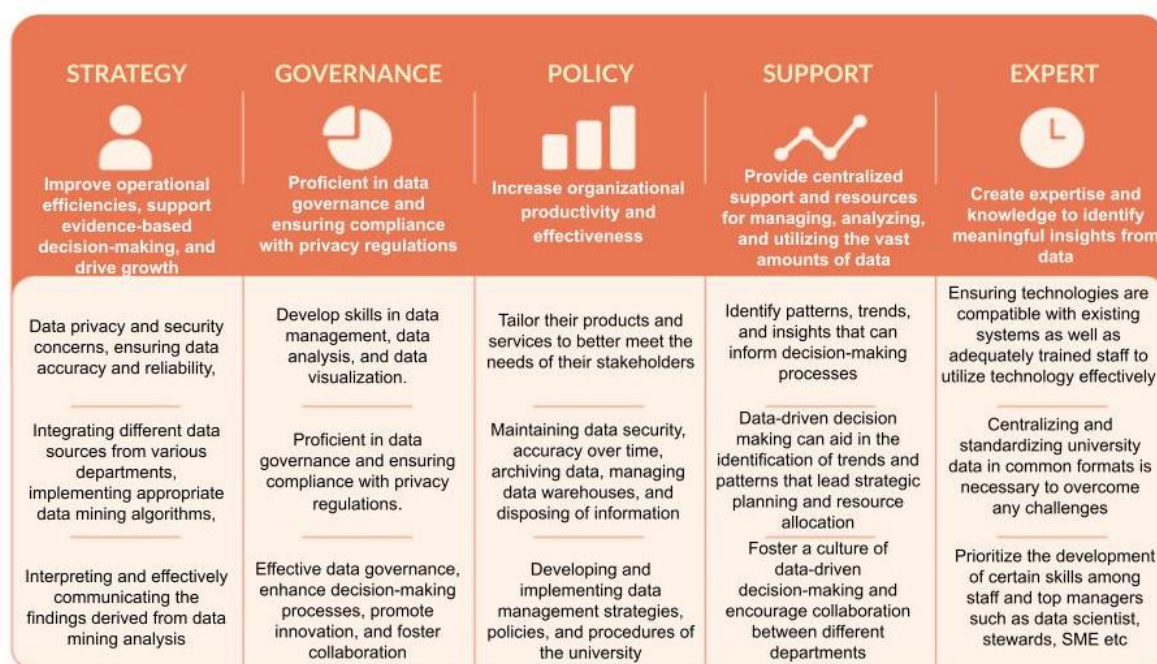 STRATEGY
Improve operational
efficiencies, support
evidence-based
decision-making, and
drive growth
Data privacy and security
concerns, ensuring data
accuracy and reliability,
Integrating different data
sources from various
departments,
implementing appropriate
data mining algorithms,
Interpreting and effectively
communicating the
findings derived from data
mining analysis
GOVERNANCE
Proficient in data
governance and
ensuring compliance
with privacy regulations
Develop skills in data
management, data
analysis, and data
visualization.
Proficient in data
governance and ensuring
compliance with privacy
regulations.
Effective data governance,
enhance decision-making
processes, promote
innovation, and foster
collaboration
POLICY
Increase organizational
productivity and
effectiveness
Tailor their products and
services to better meet the
needs of their stakeholders
Maintaining data security,
accuracy over time,
archiving data, managing
data warehouses, and
disposing of information
Developing and
implementing data
management strategies,
policies, and procedures of
the university
SUPPORT
Provide centralized
support and resources
for managing, analyzing,
and utilizing the vast
amounts of data
Identify patterns, trends,
and insights that can
inform decision-making
processes
Data-driven decision
making can aid in the
identification of trends and
patterns that lead strategic
planning and resource
allocation
Foster a culture of
data-driven
decision-making and
encourage collaboration
between different
departments
EXPERT
Create expertise and
knowledge to identify
meaningful insights from
data
Ensuring technologies are
compatible with existing
systems as well as
adequately trained staff to
utilize technology effectively
Centralizing and
standardizing university
data in common formats is
necessary to overcome
any challenges
Prioritize the development
of certain skills among
staff and top managers
such as data scientist,
stewards, SME etc